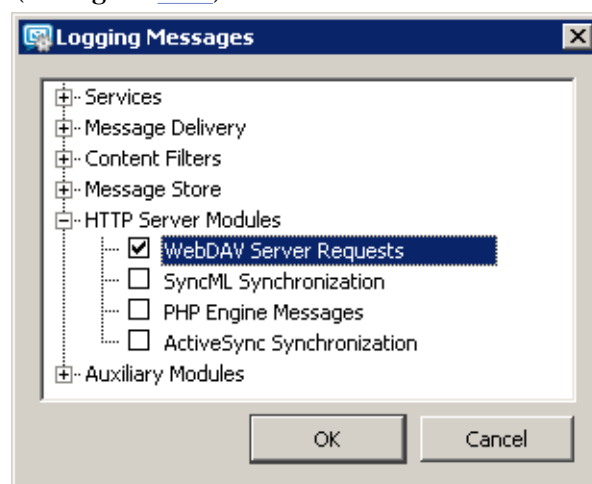 Logging Messages
Services
Message Delivery
Content Filters
Message Store
HTTP Server Modules
WebDAV Server Requests
SyncML Synchronization
PHP Engine Messages
ActiveSync Synchronization
Auxiliary Modules
OK Cancel